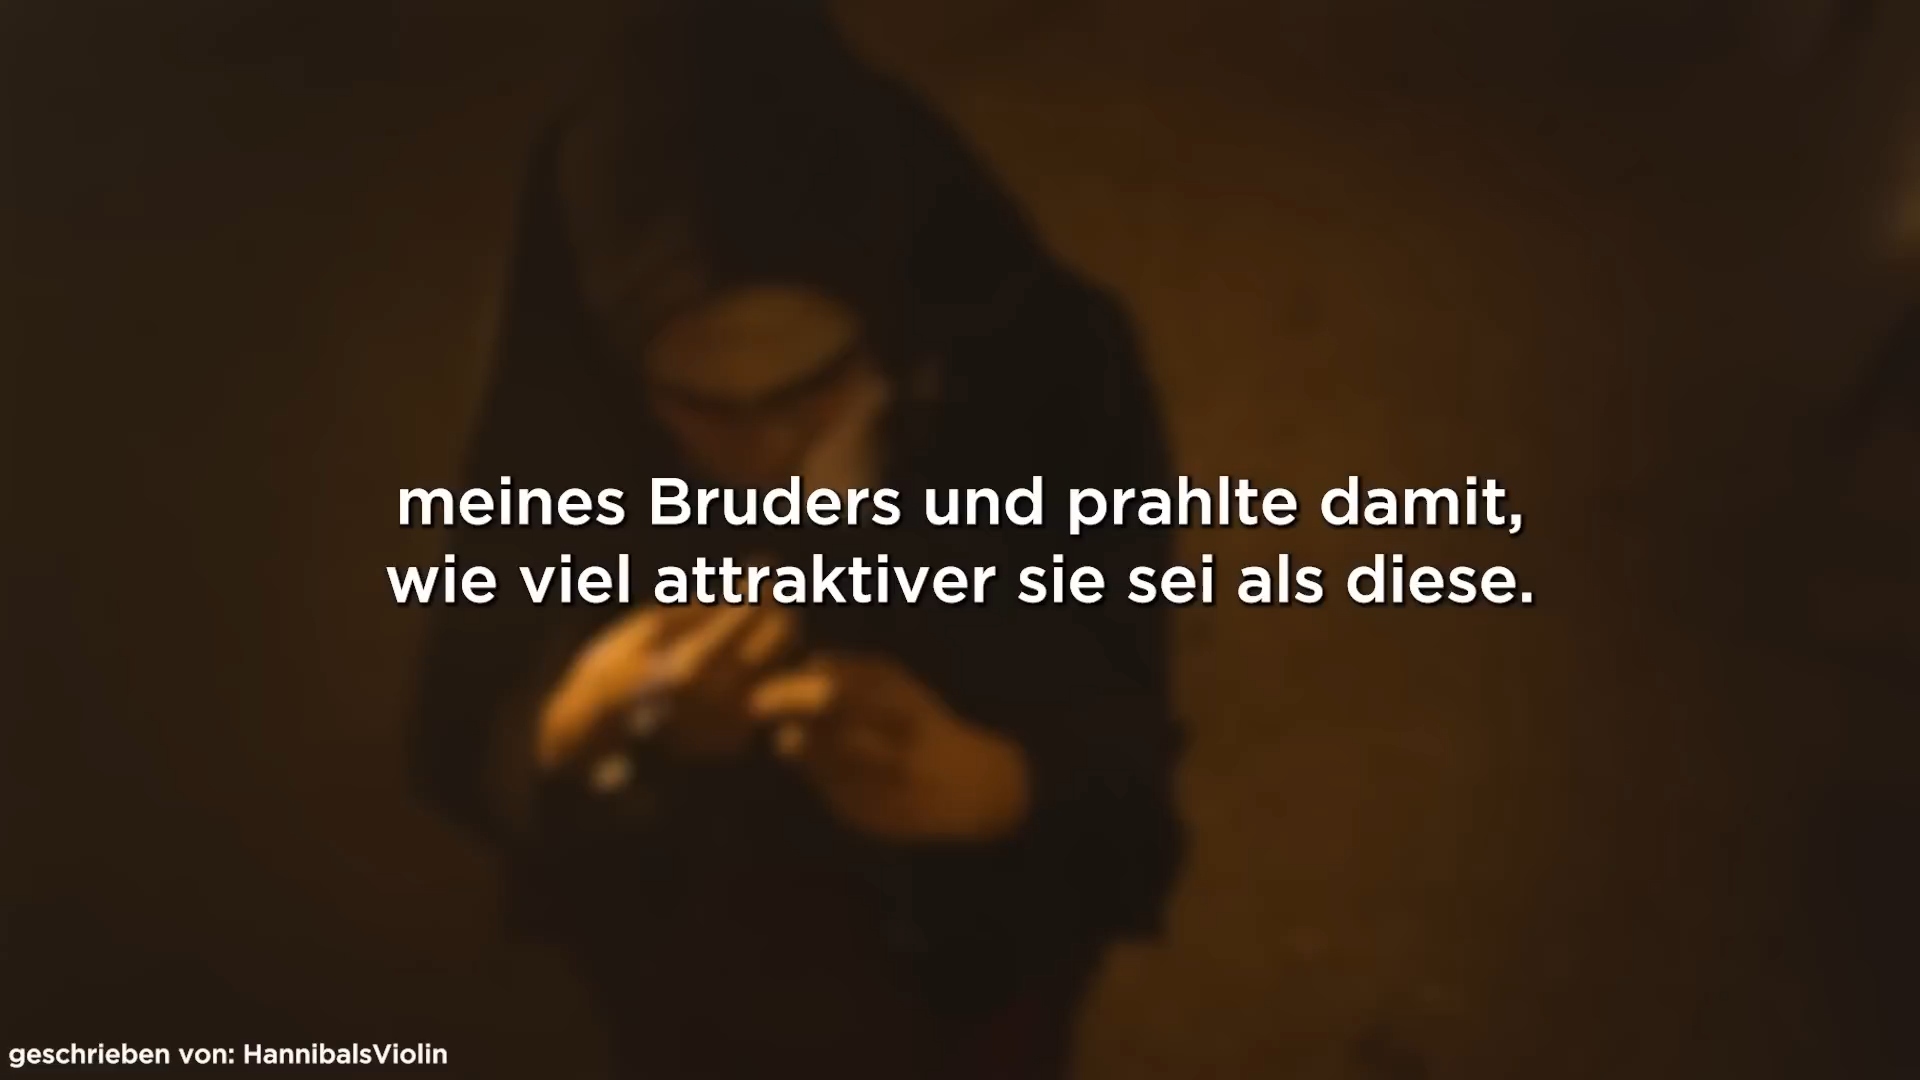 meines Bruders und prahlte damit,
wie viel attraktiver sie sei als diese.
geschrieben von: HannibalsViolin